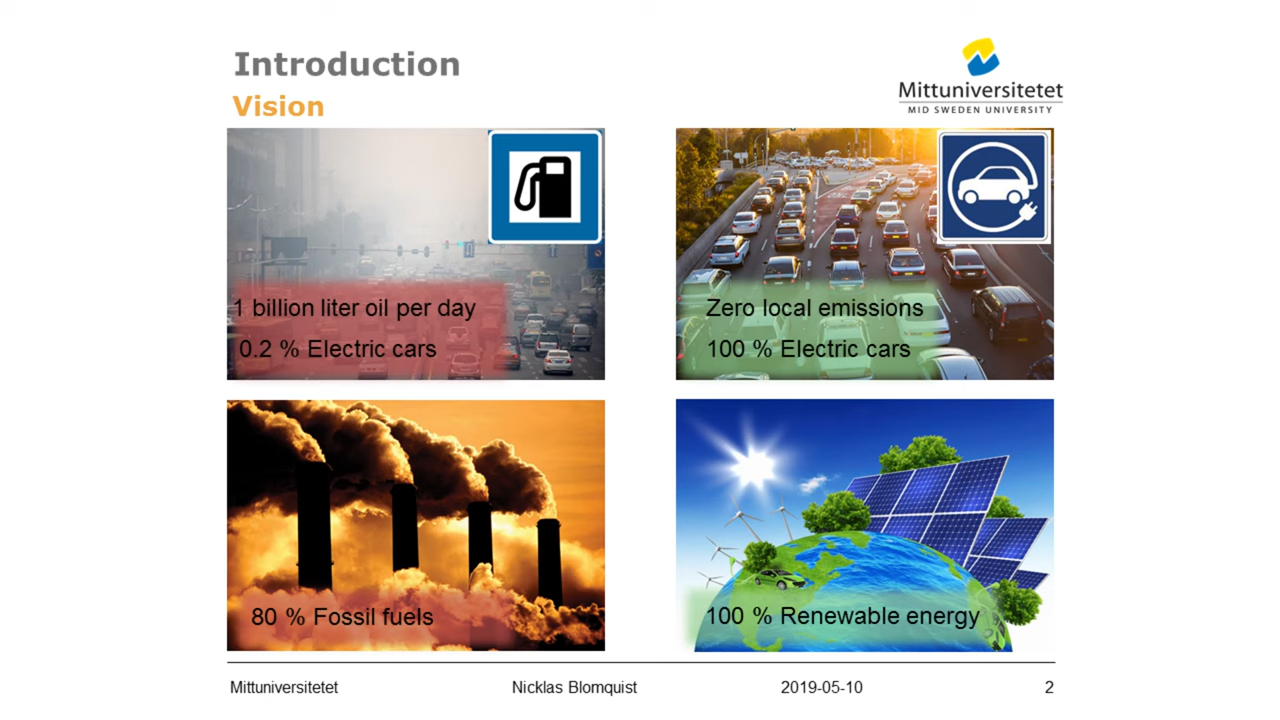 Introduction
Vision
Mittuniversitetet
MID SWEDEN UNIVERSITY
1 billion liter oil per day
0.2 % Electric cars
Zero local emissions
100 % Electric cars
80 % Fossil fuels
100 % Renewable energy
Mittuniversitetet
Nicklas Blomquist
2019-05-10
2